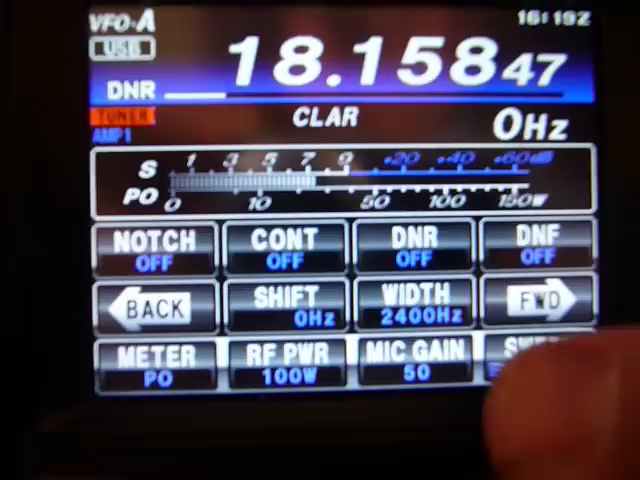 VFO-A 16:19Z
USB 18.158 47
DNR
TUNER CLAR 0Hz
AMP1
S 1 3 5 7 9 +20 +40 +60dB
PO 0 10 50 100 150W
NOTCH CONT DNR DNF
OFF OFF OFF OFF
BACK SHIFT WIDTH FWD
0Hz 2400Hz
METER RF PWR MIC GAIN
PO 100W 50